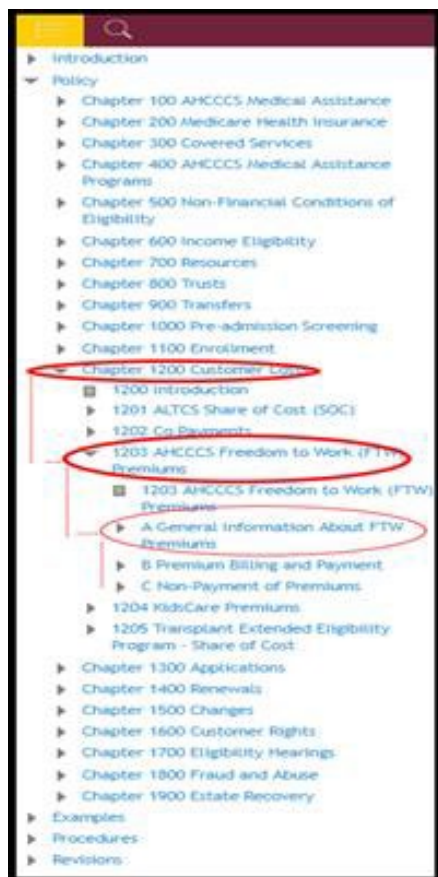 Introduction
Policy
Chapter 100 AHCCCS Medical Assistance
Chapter 200 Medicare Health Insurance
Chapter 300 Covered Services
Chapter 400 AHCCCS Medical Assistance
Programs
Chapter 500 Non-Financial Conditions of
Eligibility
Chapter 600 Income Eligibility
Chapter 700 Resources
Chapter 800 Trusts
Chapter 900 Transfers
Chapter 1000 Pre-admission Screening
Chapter 1100 Enrollment
Chapter 1200 Customer Costs
1200 Introduction
1201 ALTCS Share of Cost (SOC)
1202 Co Payments
1203 AHCCCS Freedom to Work (FTW)
Premiums
1203 AHCCCS Freedom to Work (FTW)
Premiums
A General Information About FTW
Premiums
B Premium Billing and Payment
C Non-Payment of Premiums
1204 KidsCare Premiums
1205 Transplant Extended Eligibility
Program - Share of Cost
Chapter 1300 Applications
Chapter 1400 Renewals
Chapter 1500 Changes
Chapter 1600 Customer Rights
Chapter 1700 Eligibility Hearings
Chapter 1800 Fraud and Abuse
Chapter 1900 Estate Recovery
Examples
Procedures
Revisions